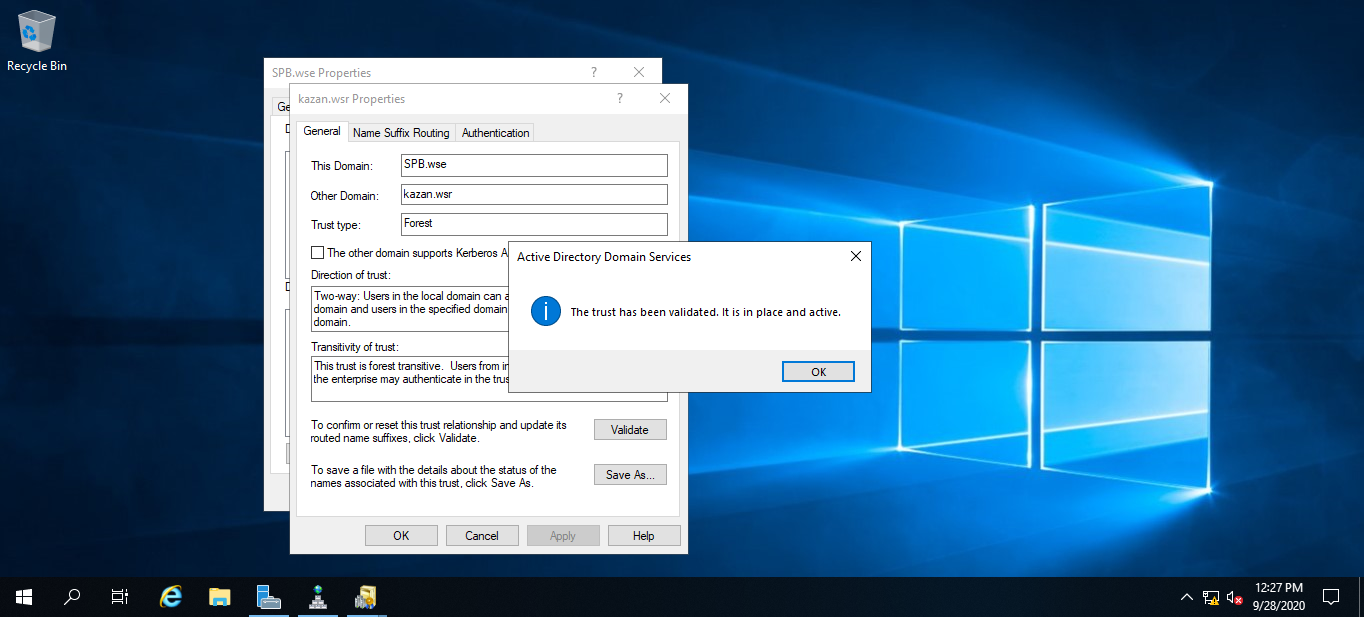 Recycle Bin
SPB.wse Properties
?
Ge
kazan.wsr Properties
?
General
Name Suffix Routing
Authentication
This Domain:
SPB.wse
Other Domain:
kazan.wsr
Trust type:
Forest
The other domain supports Kerberos A
Direction of trust:
Two-way: Users in the local domain can a
domain and users in the specified domain
domain.
Transitivity of trust:
This trust is forest transitive. Users from in
the enterprise may authenticate in the trus
To confirm or reset this trust relationship and update its
routed name suffixes, click Validate.
Validate
To save a file with the details about the status of the
names associated with this trust, click Save As.
Save As...
OK
Cancel
Apply
Help
Active Directory Domain Services
The trust has been validated. It is in place and active.
OK
12:27 PM
9/28/2020